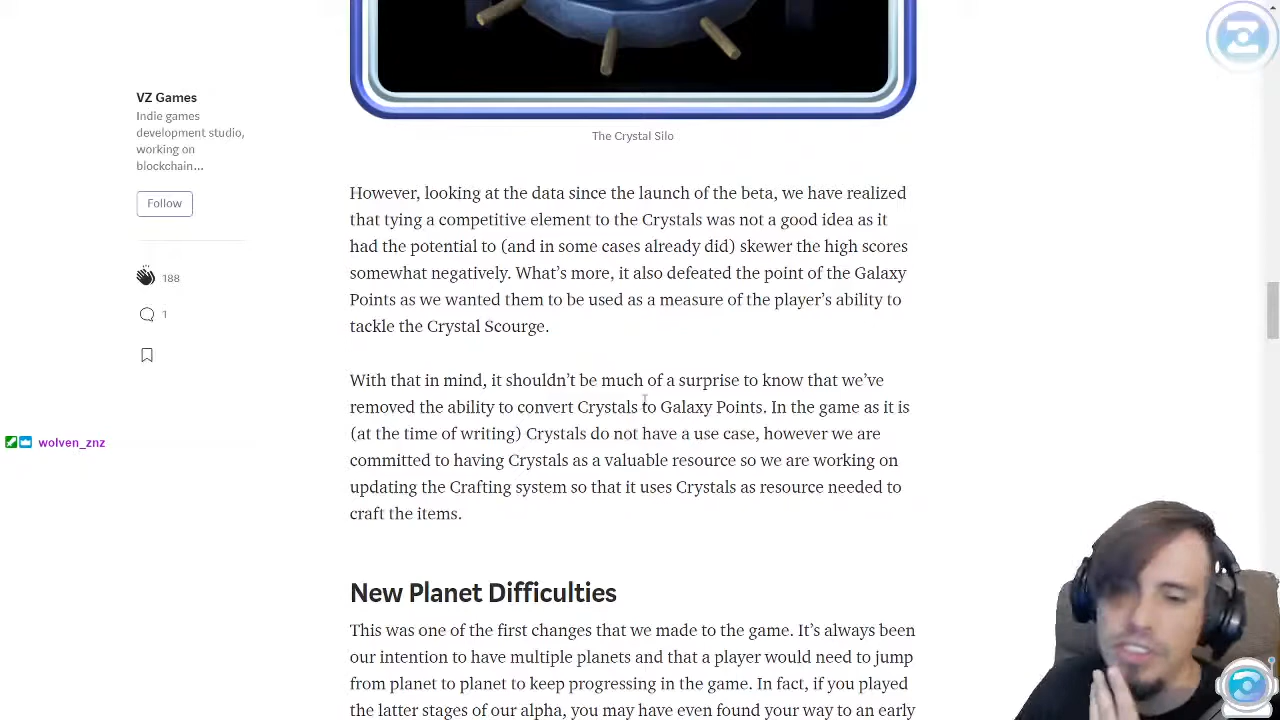 VZ Games
Indie games
development studio,
working on
blockchain...
Follow
188
1
wolven_znz
The Crystal Silo
However, looking at the data since the launch of the beta, we have realized
that tying a competitive element to the Crystals was not a good idea as it
had the potential to (and in some cases already did) skewer the high scores
somewhat negatively. What's more, it also defeated the point of the Galaxy
Points as we wanted them to be used as a measure of the player's ability to
tackle the Crystal Scourge.
With that in mind, it shouldn't be much of a surprise to know that we've
removed the ability to convert Crystals to Galaxy Points. In the game as it is
(at the time of writing) Crystals do not have a use case, however we are
committed to having Crystals as a valuable resource so we are working on
updating the Crafting system so that it uses Crystals as resource needed to
craft the items.
New Planet Difficulties
This was one of the first changes that we made to the game. It's always been
our intention to have multiple planets and that a player would need to jump
from planet to planet to keep progressing in the game. In fact, if you played
the latter stages of our alpha, you may have even found your way to an early